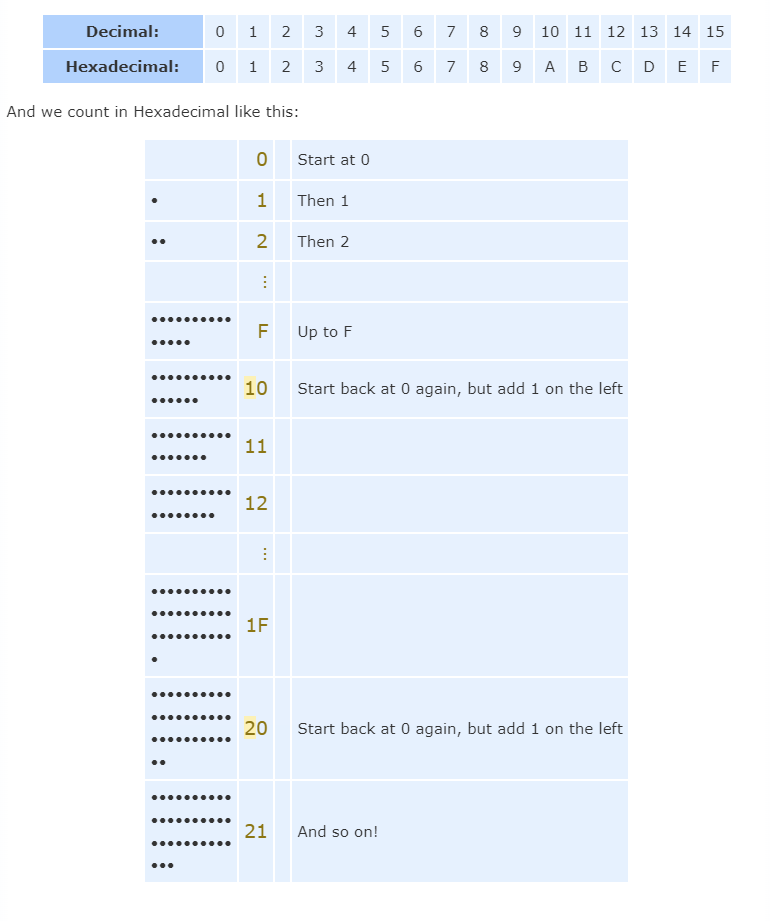 Decimal: 0 1 2 3 4 5 6 7 8 9 10 11 12 13 14 15
Hexadecimal: 0 1 2 3 4 5 6 7 8 9 A B C D E F
And we count in Hexadecimal like this:
0 Start at 0
• 1 Then 1
•• 2 Then 2
⋮
••••••••••
••••• F Up to F
••••••••••
•••••• 10 Start back at 0 again, but add 1 on the left
••••••••••
••••••• 11
••••••••••
•••••••• 12
⋮
••••••••••
••••••••••
••••••••••
• 1F
••••••••••
••••••••••
••••••••••
•• 20 Start back at 0 again, but add 1 on the left
••••••••••
••••••••••
••••••••••
••• 21 And so on!